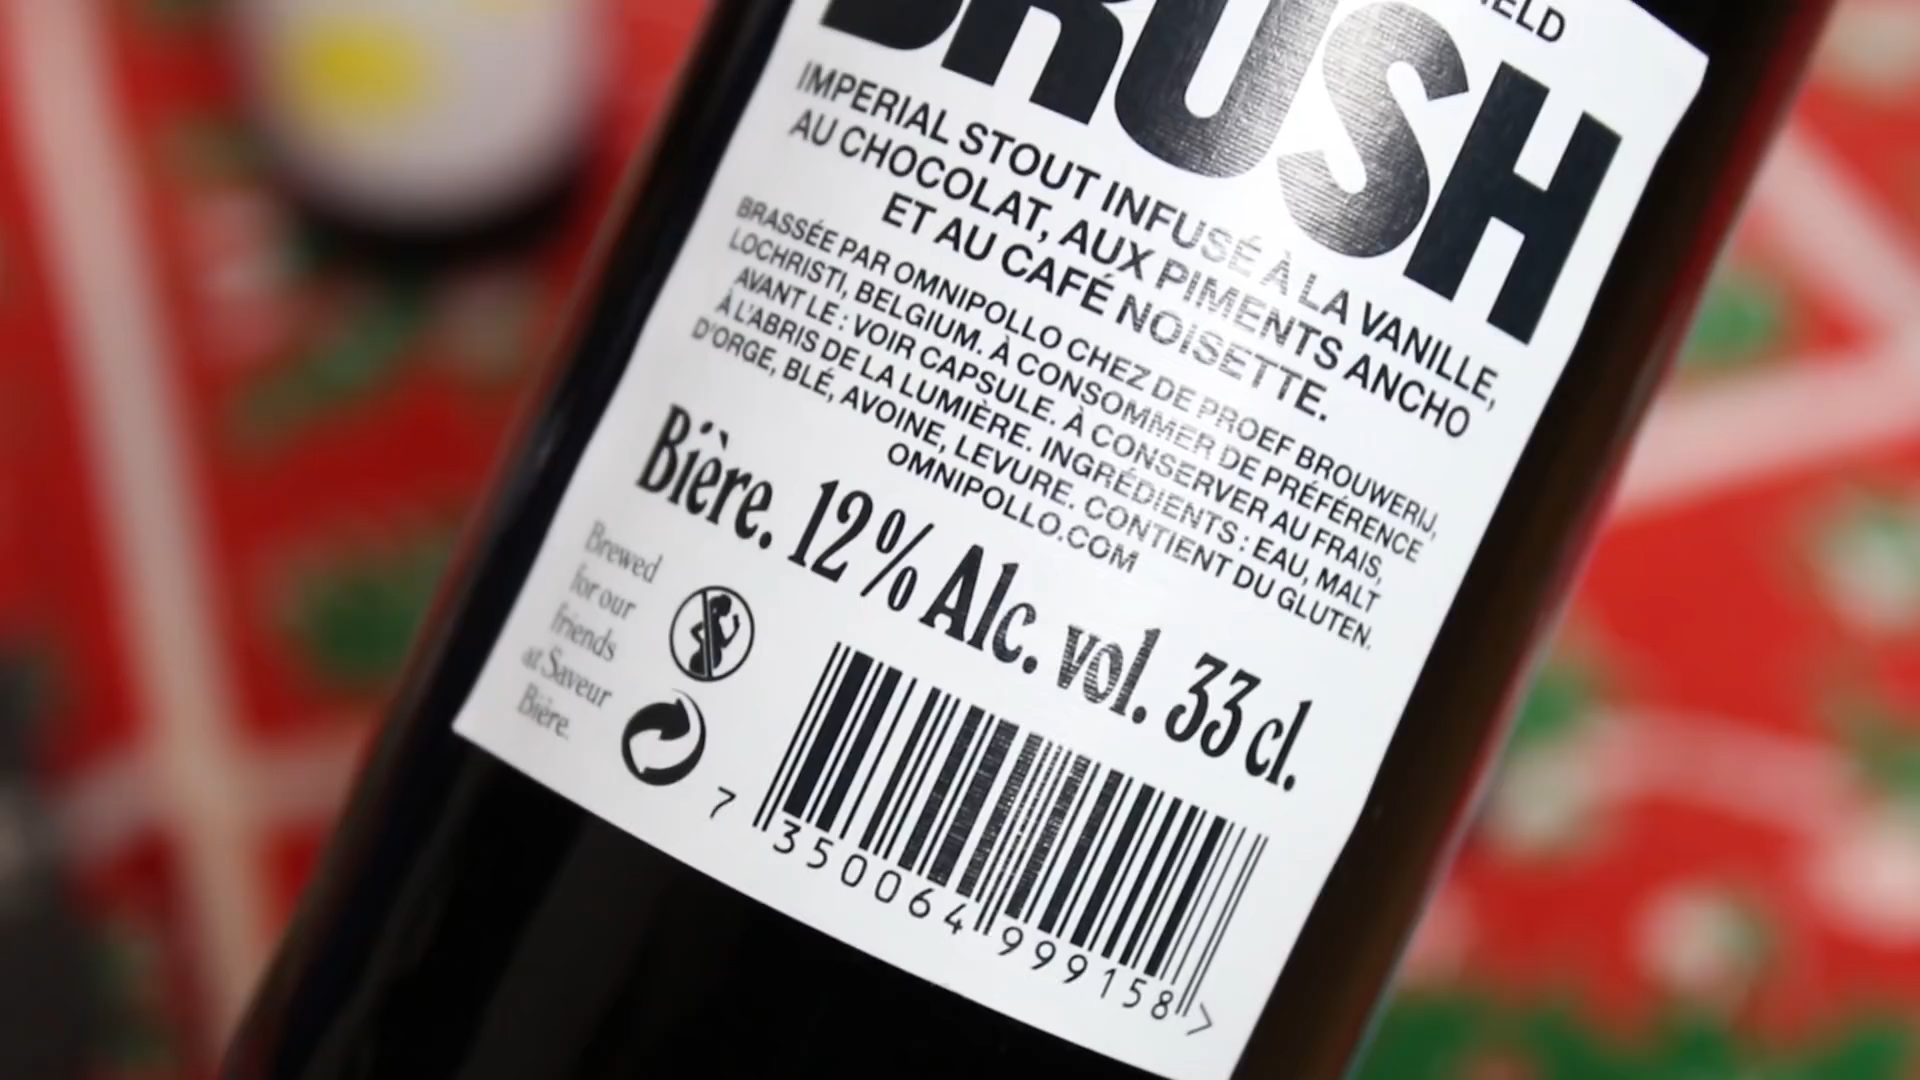 IMPERIAL STOUT INFUSÉ À LA VANILLE,
AU CHOCOLAT, AUX PIMENTS ANCHO
ET AU CAFÉ NOISETTE.
BRASSÉE PAR OMNIPOLLO CHEZ DE PROEF BROUWERIJ,
LOCHRISTI, BELGIUM. À CONSOMMER DE PRÉFÉRENCE
AVANT LE : VOIR CAPSULE. À CONSERVER AU FRAIS,
À L'ABRIS DE LA LUMIÈRE. INGRÉDIENTS : EAU, MALT
D'ORGE, BLÉ, AVOINE, LEVURE. CONTIENT DU GLUTEN.
OMNIPOLLO.COM
Bière. 12% Alc. vol. 33 cl.
Brewed
for our
friends
at Saveur
Bière.
7 350064 999158 >